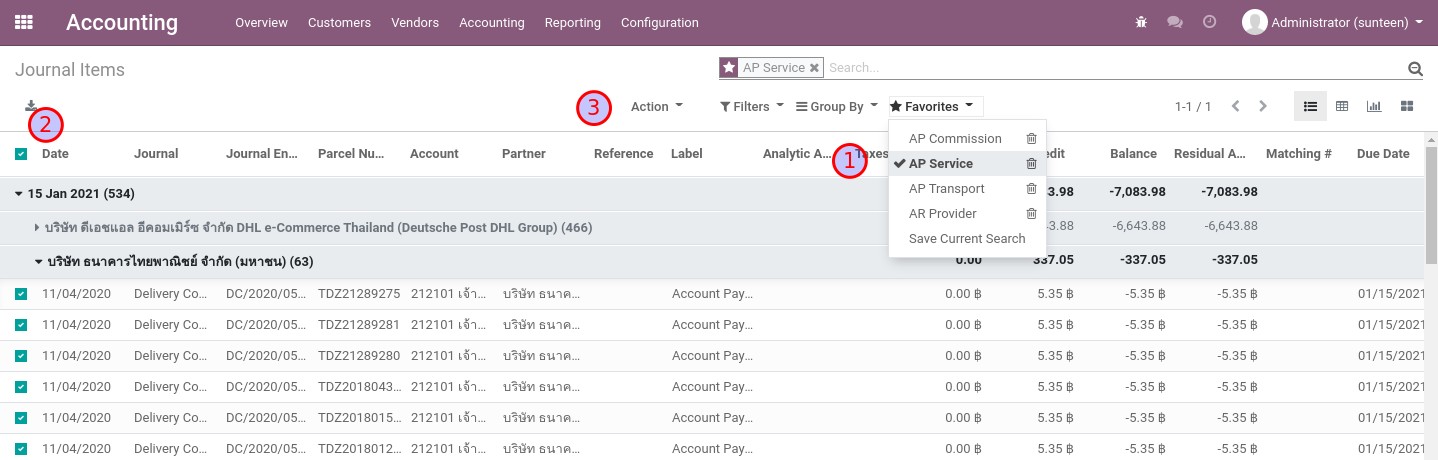 Accounting Overview Customers Vendors Accounting Reporting Configuration Administrator (sunteen)
Journal Items AP Service Search...
Action Filters Group By Favorites 1-1 / 1
3
2
1
AP Commission
AP Service
AP Transport
AR Provider
Save Current Search
Date Journal Journal En... Parcel Nu... Account Partner Reference Label Analytic A... Taxes edit Balance Residual A... Matching # Due Date
15 Jan 2021 (534) 3.98 -7,083.98 -7,083.98
บริษัท ดีเอชแอล อีคอมเมิร์ซ จำกัด DHL e-Commerce Thailand (Deutsche Post DHL Group) (466) 3.88 -6,643.88 -6,643.88
บริษัท ธนาคารไทยพาณิชย์ จำกัด (มหาชน) (63) 0.00 337.05 -337.05 -337.05
11/04/2020 Delivery Co... DC/2020/05... TDZ21289275 212101 เจ้า... บริษัท ธนาค... Account Pay... 0.00 ฿ 5.35 ฿ -5.35 ฿ -5.35 ฿ 01/15/2021
11/04/2020 Delivery Co... DC/2020/05... TDZ21289281 212101 เจ้า... บริษัท ธนาค... Account Pay... 0.00 ฿ 5.35 ฿ -5.35 ฿ -5.35 ฿ 01/15/2021
11/04/2020 Delivery Co... DC/2020/05... TDZ21289280 212101 เจ้า... บริษัท ธนาค... Account Pay... 0.00 ฿ 5.35 ฿ -5.35 ฿ -5.35 ฿ 01/15/2021
11/04/2020 Delivery Co... DC/2020/05... TDZ2018043... 212101 เจ้า... บริษัท ธนาค... Account Pay... 0.00 ฿ 5.35 ฿ -5.35 ฿ -5.35 ฿ 01/15/2021
11/04/2020 Delivery Co... DC/2020/05... TDZ2018015... 212101 เจ้า... บริษัท ธนาค... Account Pay... 0.00 ฿ 5.35 ฿ -5.35 ฿ -5.35 ฿ 01/15/2021
11/04/2020 Delivery Co... DC/2020/05... TDZ2018012... 212101 เจ้า... บริษัท ธนาค... Account Pay... 0.00 ฿ 5.35 ฿ -5.35 ฿ -5.35 ฿ 01/15/2021